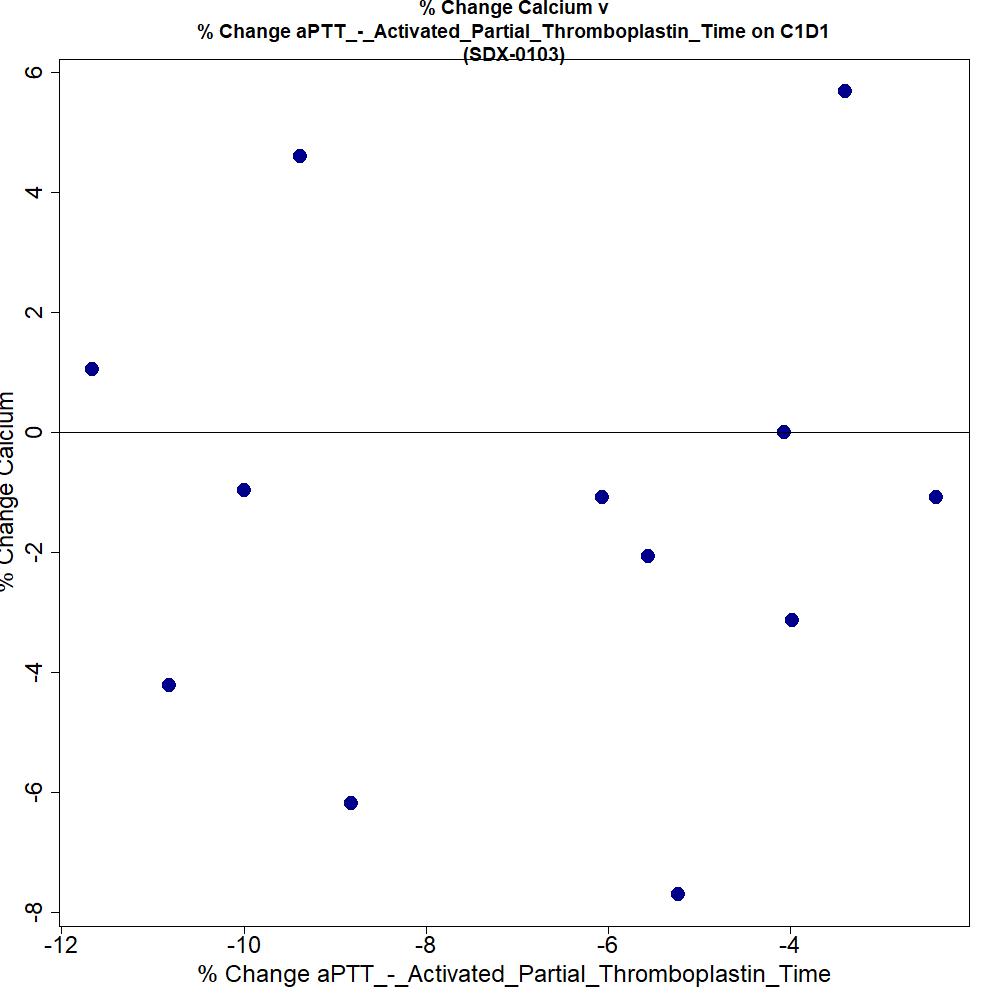 % Change Calcium v
% Change aPTT_-_Activated_Partial_Thromboplastin_Time on C1D1
(SDX-0103)
6
4
2
0
-2
-4
-6
-8
% Change Calcium
-12
-10
-8
-6
-4
% Change aPTT_-_Activated_Partial_Thromboplastin_Time